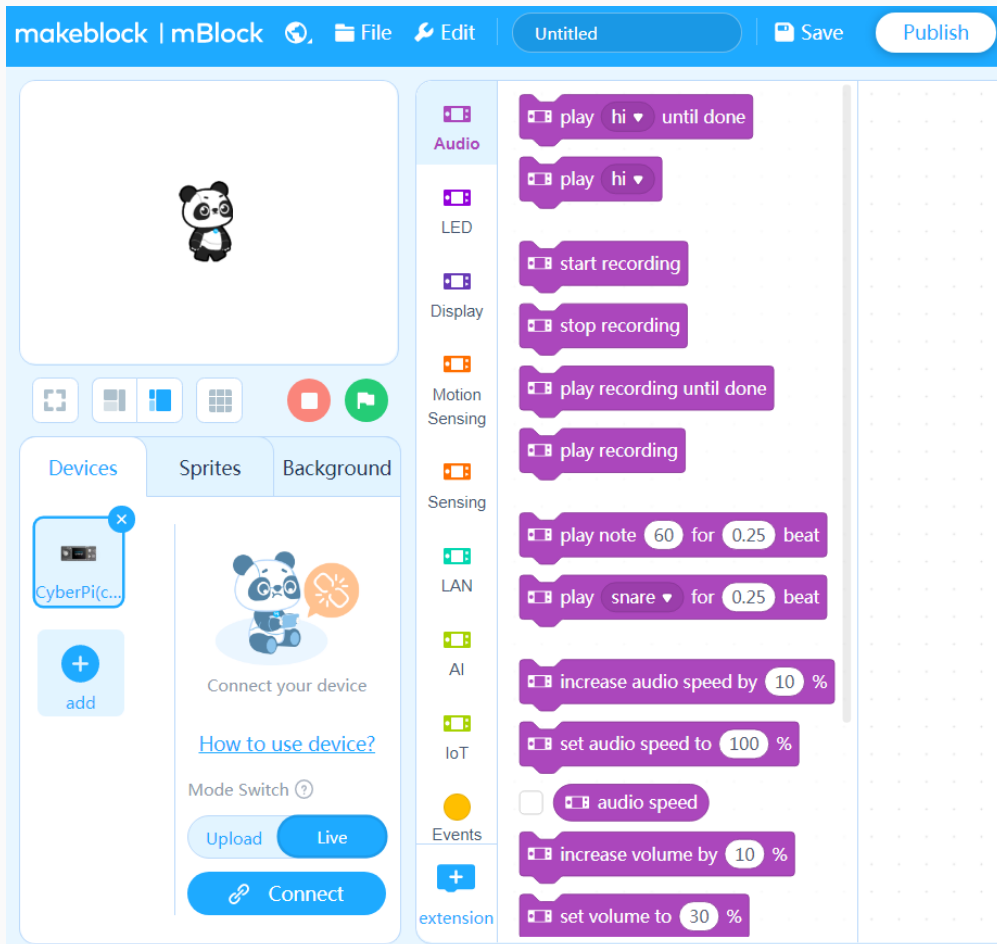 makeblock | mBlock File Edit Untitled Save Publish
Devices Sprites Background
CyberPi(c...
add
Connect your device
How to use device?
Mode Switch ?
Upload Live
Connect
Audio
LED
Display
Motion
Sensing
Sensing
LAN
AI
IoT
Events
extension
play hi until done
play hi
start recording
stop recording
play recording until done
play recording
play note 60 for 0.25 beat
play snare for 0.25 beat
increase audio speed by 10 %
set audio speed to 100 %
audio speed
increase volume by 10 %
set volume to 30 %